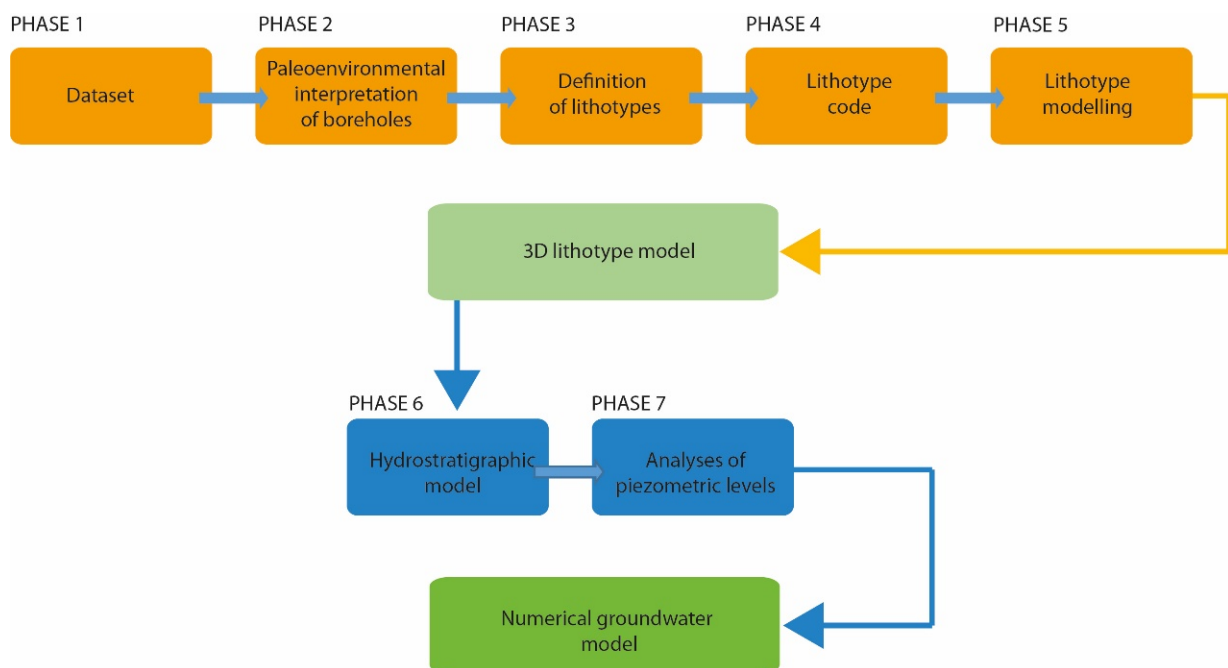 PHASE 1
PHASE 2
PHASE 3
PHASE 4
PHASE 5
Dataset
Paleoenvironmental
interpretation
of boreholes
Definition
of lithotypes
Lithotype
code
Lithotype
modelling
3D lithotype model
PHASE 6
PHASE 7
Hydrostratigraphic
model
Analyses of
piezometric levels
Numerical groundwater
model